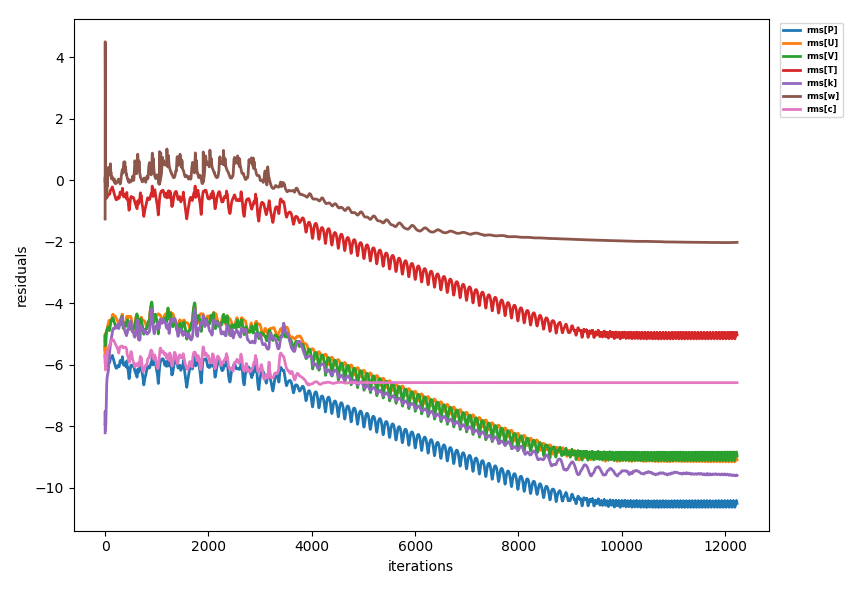 4
2
0
−2
−4
−6
−8
−10
residuals
0 2000 4000 6000 8000 10000 12000
iterations
rms[P]
rms[U]
rms[V]
rms[T]
rms[k]
rms[w]
rms[c]